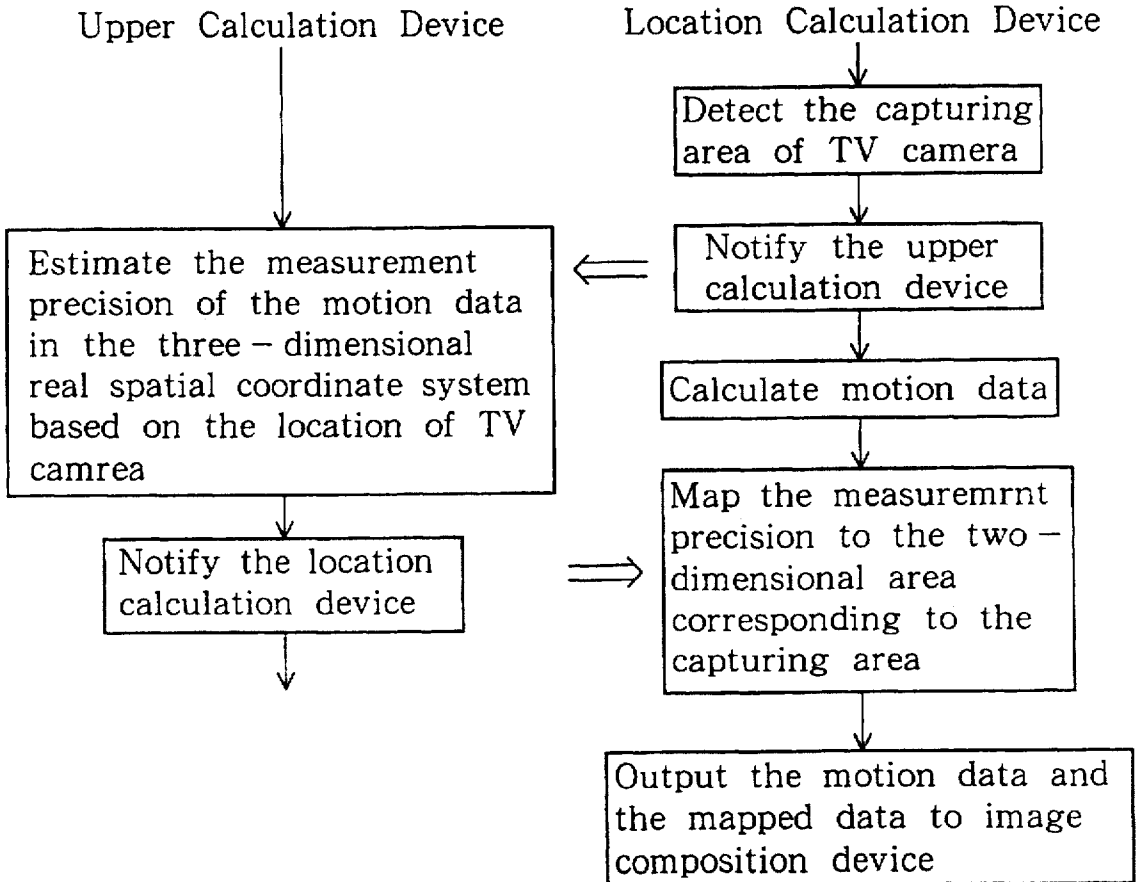 Upper Calculation Device
Location Calculation Device
Detect the capturing
area of TV camera
Notify the upper
calculation device
Estimate the measurement
precision of the motion data
in the three – dimensional
real spatial coordinate system
based on the location of TV
camrea
Calculate motion data
Map the measuremrnt
precision to the two –
dimensional area
corresponding to the
capturing area
Notify the location
calculation device
Output the motion data and
the mapped data to image
composition device